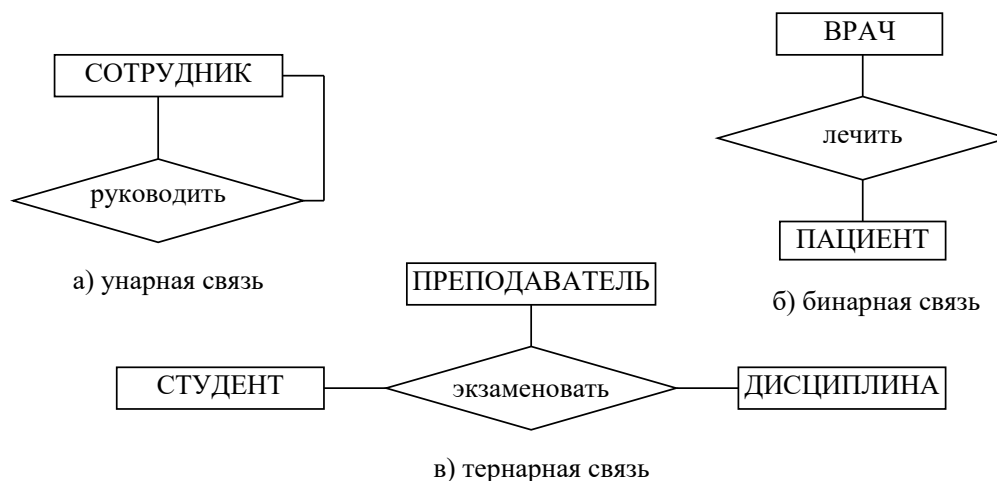 СОТРУДНИК
руководить
а) унарная связь
ВРАЧ
лечить
ПАЦИЕНТ
б) бинарная связь
ПРЕПОДАВАТЕЛЬ
СТУДЕНТ
экзаменовать
ДИСЦИПЛИНА
в) тернарная связь